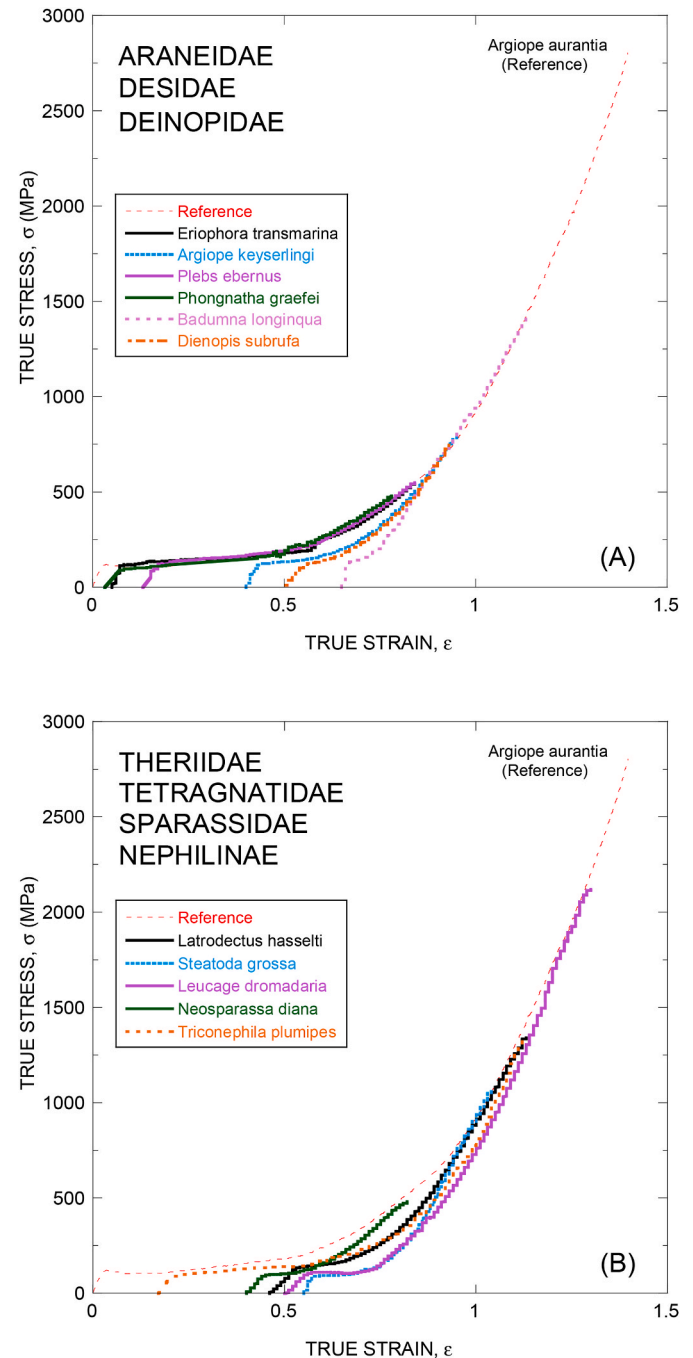 Argiope aurantia
(Reference)
ARANEIDAE
DESIDAE
DEINOPIDAE
3000
2500
2000
1500
1000
500
0
TRUE STRESS, σ (MPa)
Reference
Eriophora transmarina
Argiope keyserlingi
Plebs ebernus
Phongnatha graefei
Badumna longinqua
Dienopis subrufa
(A)
0
0.5
1
1.5
TRUE STRAIN, ε
Argiope aurantia
(Reference)
THERIIDAE
TETRAGNATIDAE
SPARASSIDAE
NEPHILINAE
3000
2500
2000
1500
1000
500
0
TRUE STRESS, σ (MPa)
Reference
Latrodectus hasselti
Steatoda grossa
Leucage dromadaria
Neosparassa diana
Triconephila plumipes
(B)
0
0.5
1
1.5
TRUE STRAIN, ε